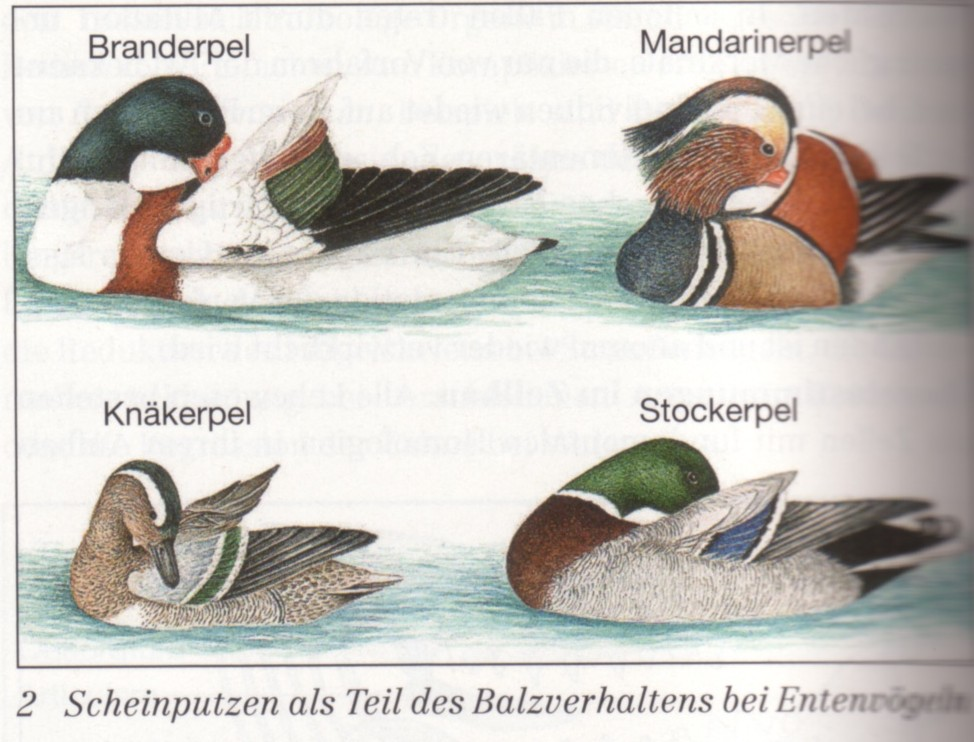 Branderpel
Mandarinerpel
Knäkerpel
Stockerpel
2 Scheinputzen als Teil des Balzverhaltens bei Entenvögeln